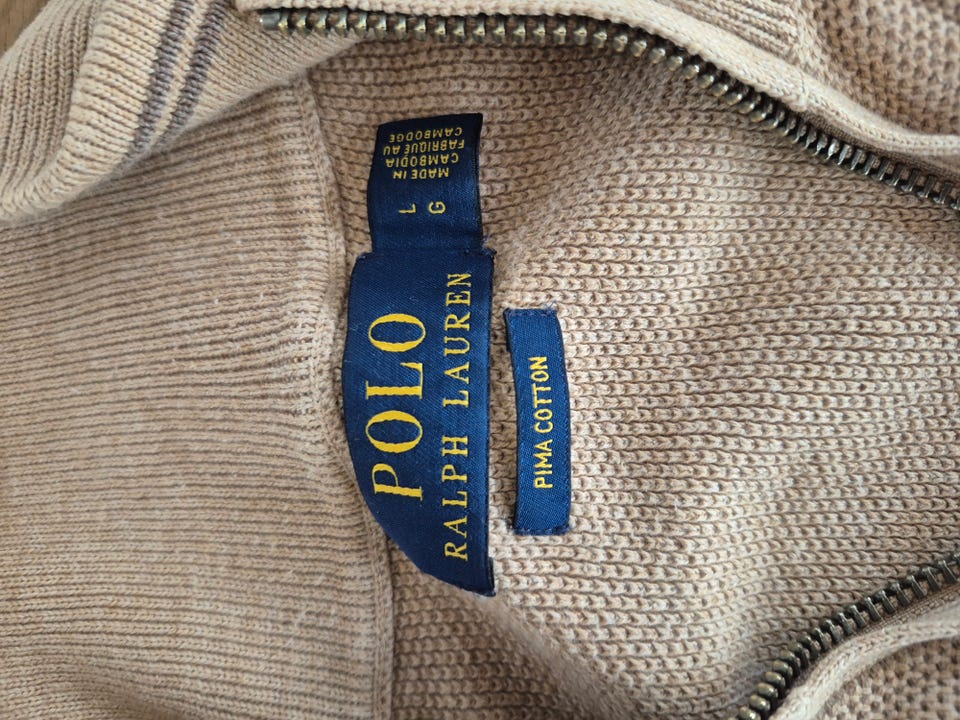 POLO
RALPH LAUREN
L
G
MADE IN
CAMBODIA
FABRIQUE AU
CAMBODGE
PIMA COTTON